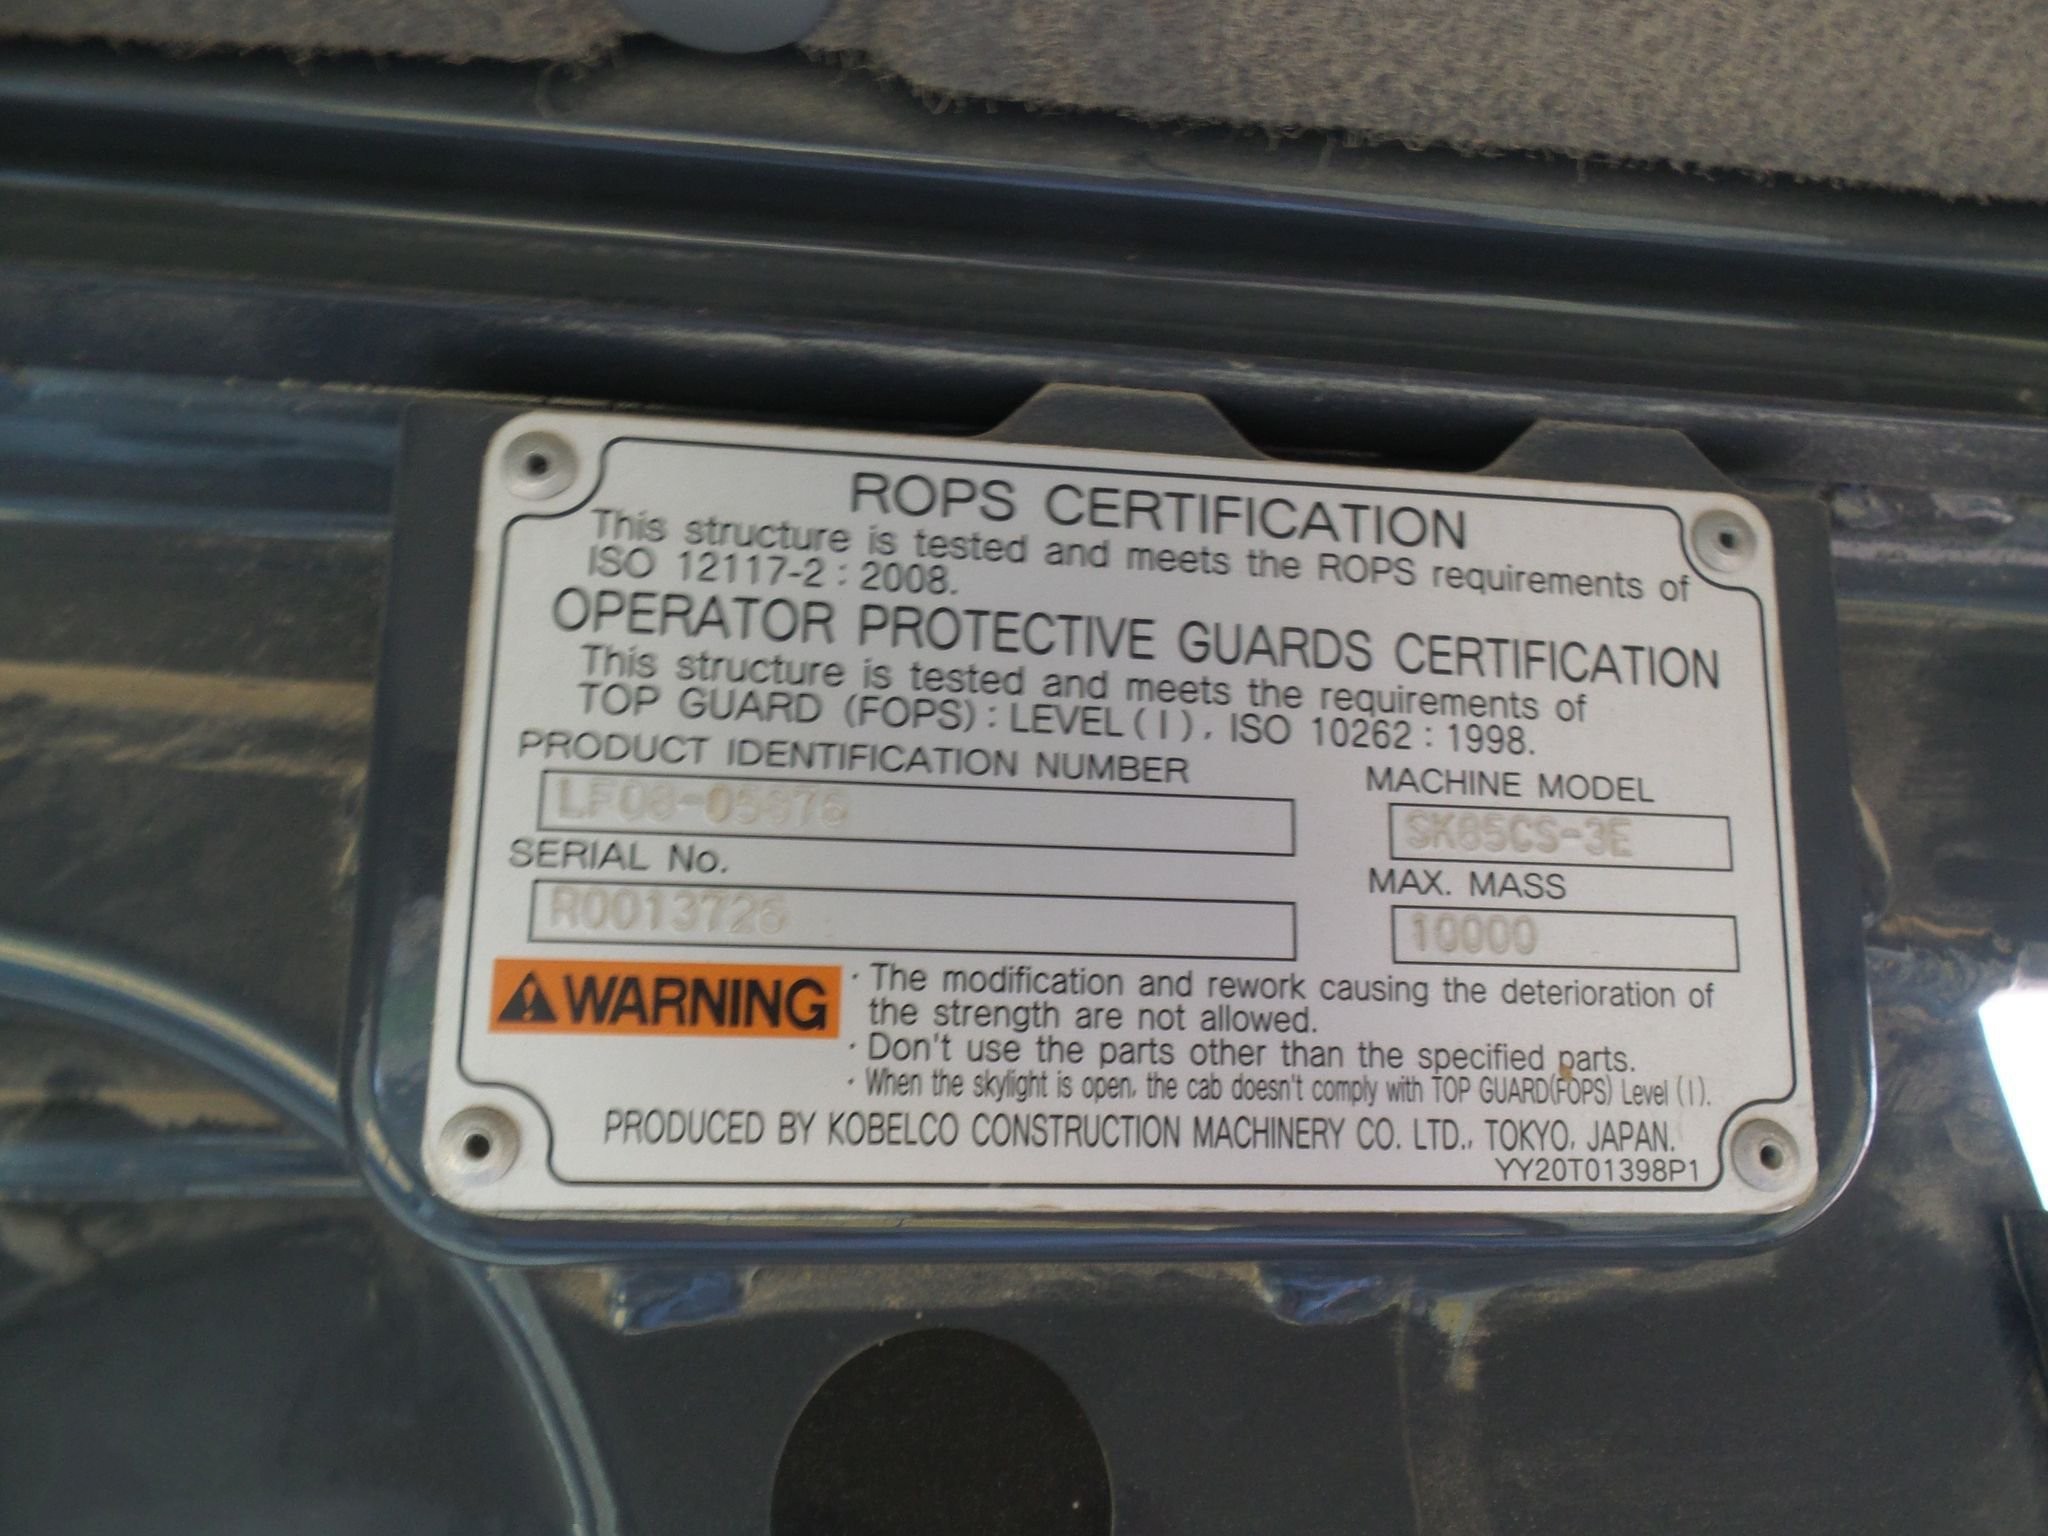 ROPS CERTIFICATION
This structure is tested and meets the ROPS requirements of
ISO 12117-2 : 2008.
OPERATOR PROTECTIVE GUARDS CERTIFICATION
This structure is tested and meets the requirements of
TOP GUARD (FOPS) : LEVEL ( I ) , ISO 10262 : 1998.
PRODUCT IDENTIFICATION NUMBER
MACHINE MODEL
SERIAL No.
MAX. MASS
10000
WARNING
· The modification and rework causing the deterioration of
the strength are not allowed.
· Don't use the parts other than the specified parts.
· When the skylight is open, the cab doesn't comply with TOP GUARD(FOPS) Level ( I ).
PRODUCED BY KOBELCO CONSTRUCTION MACHINERY CO. LTD., TOKYO, JAPAN.
YY20T01398P1